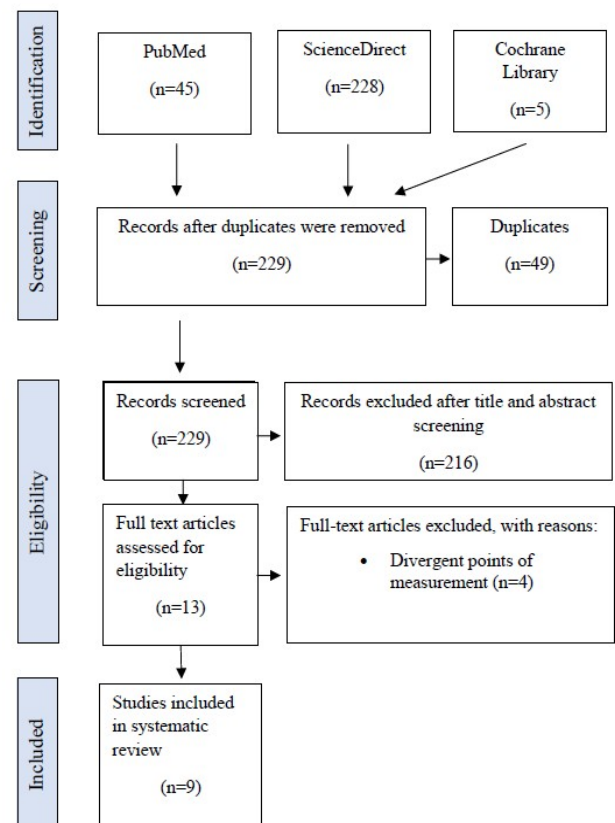 Identification
PubMed
(n=45)
ScienceDirect
(n=228)
Cochrane
Library
(n=5)
Screening
Records after duplicates were removed
(n=229)
Duplicates
(n=49)
Eligibility
Records screened
(n=229)
Records excluded after title and abstract
screening
(n=216)
Full text articles
assessed for
eligibility
(n=13)
Full-text articles excluded, with reasons:
• Divergent points of
measurement (n=4)
Included
Studies included
in systematic
review
(n=9)